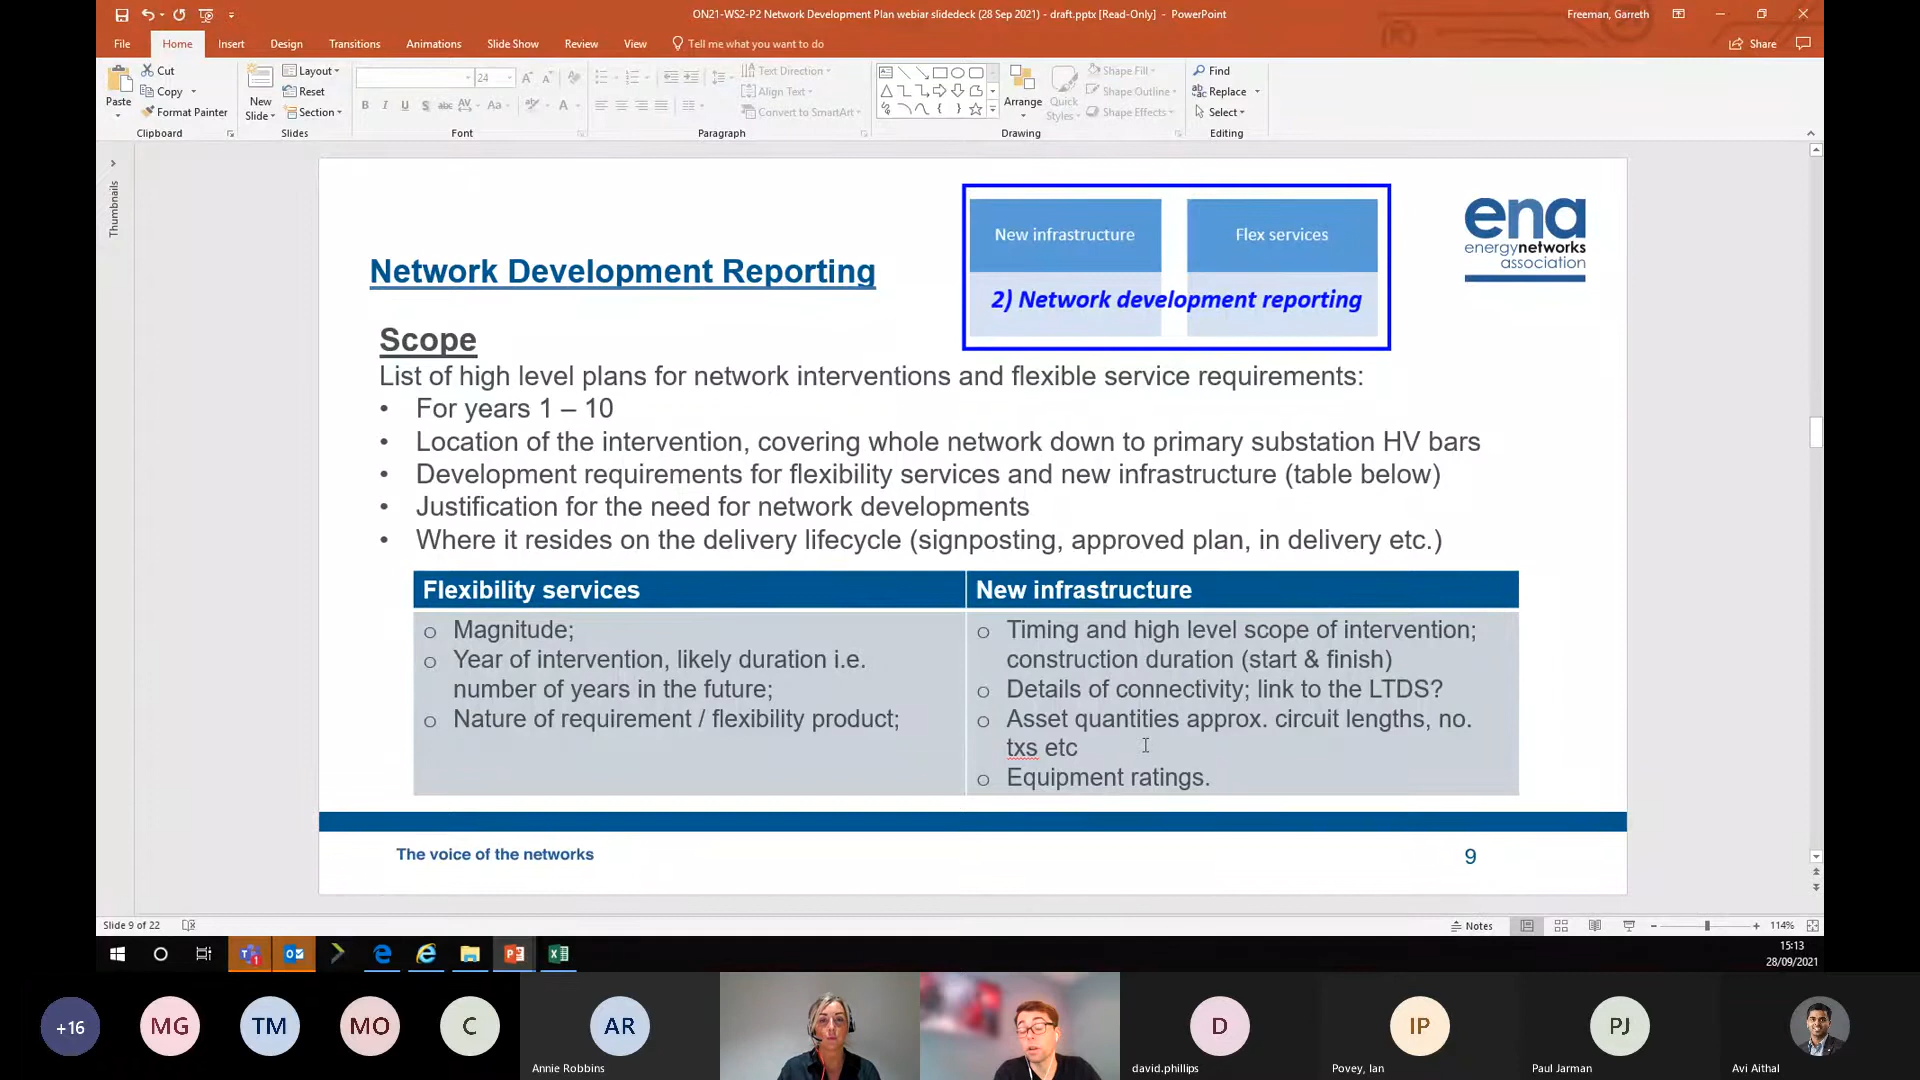 ON21-WS2-P2 Network Development Plan webiar slidedeck (28 Sep 2021) - draft.pptx [Read-Only] - PowerPoint
Freeman, Garreth
File Home Insert Design Transitions Animations Slide Show Review View Tell me what you want to do
Share
Paste
Cut
Copy
Format Painter
Clipboard
New Slide
Layout
Reset
Section
Slides
24
Font
Text Direction
Align Text
Convert to SmartArt
Paragraph
Arrange
Quick Styles
Shape Fill
Shape Outline
Shape Effects
Drawing
Find
Replace
Select
Editing
Thumbnails
New infrastructure
Flex services
2) Network development reporting
ena
energynetworks
association
Network Development Reporting
Scope
List of high level plans for network interventions and flexible service requirements:
• For years 1 – 10
• Location of the intervention, covering whole network down to primary substation HV bars
• Development requirements for flexibility services and new infrastructure (table below)
• Justification for the need for network developments
• Where it resides on the delivery lifecycle (signposting, approved plan, in delivery etc.)
Flexibility services
o Magnitude;
o Year of intervention, likely duration i.e.
number of years in the future;
o Nature of requirement / flexibility product;
New infrastructure
o Timing and high level scope of intervention;
construction duration (start & finish)
o Details of connectivity; link to the LTDS?
o Asset quantities approx. circuit lengths, no.
txs etc
o Equipment ratings.
The voice of the networks
9
Slide 9 of 22
Notes
114%
15:13
28/09/2021
+16
MG
TM
MO
C
AR
Annie Robbins
D
david.phillips
IP
Povey, Ian
PJ
Paul Jarman
Avi Aithal